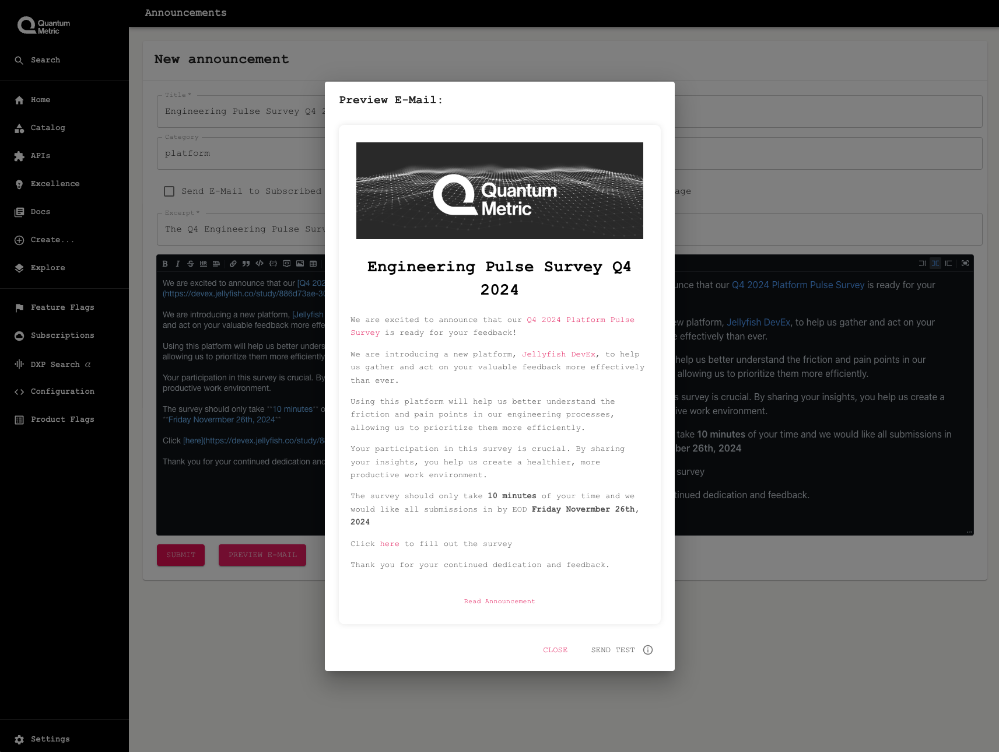 Quantum
Metric
Search
Home
Catalog
APIs
Excellence
Docs
Create...
Explore
Feature Flags
Subscriptions
DXP Search α
Configuration
Product Flags
Settings
Announcements
New announcement
Title *
Engineering Pulse Survey Q4 2
Category
platform
Send E-Mail to Subscribed
age
Excerpt *
The Q4 Engineering Pulse Surv
We are excited to announce that our [Q4 202
(https://devex.jellyfish.co/study/886d73ae-30
We are introducing a new platform, [Jellyfish
and act on your valuable feedback more effe
Using this platform will help us better unders
allowing us to prioritize them more efficiently
Your participation in this survey is crucial. By
productive work environment.
The survey should only take **10 minutes** o
**Friday Novermber 26th, 2024**
Click [here](https://devex.jellyfish.co/study/8
Thank you for your continued dedication and
unce that our Q4 2024 Platform Pulse Survey is ready for your
w platform, Jellyfish DevEx, to help us gather and act on your
e effectively than ever.
help us better understand the friction and pain points in our
allowing us to prioritize them more efficiently.
s survey is crucial. By sharing your insights, you help us create a
ive work environment.
take 10 minutes of your time and we would like all submissions in
ber 26th, 2024
survey
tinued dedication and feedback.
SUBMIT
PREVIEW E-MAIL
Preview E-Mail:
Quantum
Metric
Engineering Pulse Survey Q4
2024
We are excited to announce that our Q4 2024 Platform Pulse
Survey is ready for your feedback!
We are introducing a new platform, Jellyfish DevEx, to help
us gather and act on your valuable feedback more effectively
than ever.
Using this platform will help us better understand the
friction and pain points in our engineering processes,
allowing us to prioritize them more efficiently.
Your participation in this survey is crucial. By sharing
your insights, you help us create a healthier, more
productive work environment.
The survey should only take 10 minutes of your time and we
would like all submissions in by EOD Friday Novermber 26th,
2024
Click here to fill out the survey
Thank you for your continued dedication and feedback.
Read Announcement
CLOSE
SEND TEST